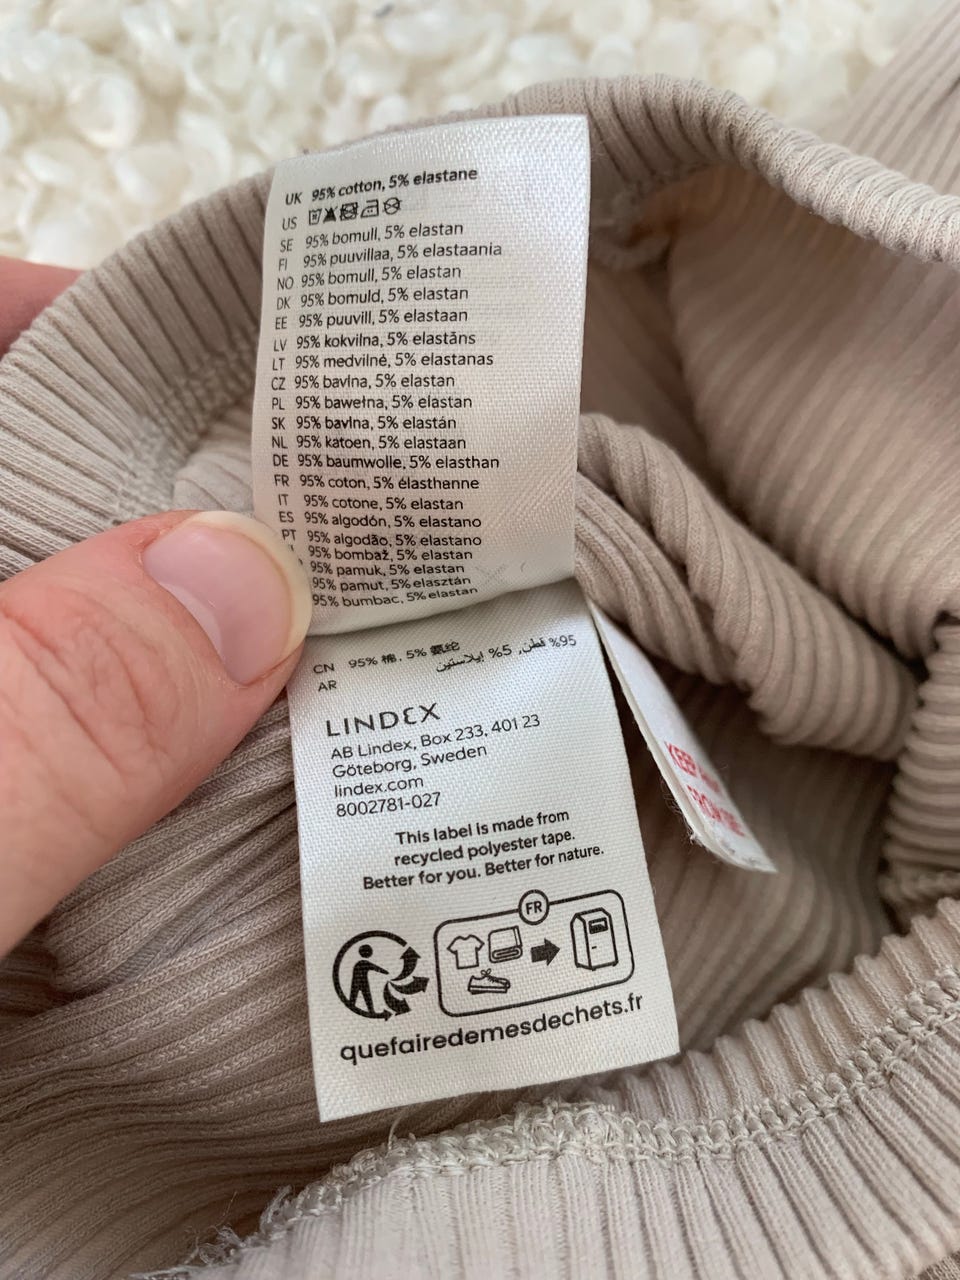 UK 95% cotton, 5% elastane
US
SE 95% bomull, 5% elastan
FI 95% puuvillaa, 5% elastaania
NO 95% bomull, 5% elastan
DK 95% bomuld, 5% elastan
EE 95% puuvill, 5% elastaan
LV 95% kokvilna, 5% elastāns
LT 95% medvilnė, 5% elastanas
CZ 95% bavlna, 5% elastan
PL 95% bawełna, 5% elastan
SK 95% bavlna, 5% elastán
NL 95% katoen, 5% elastaan
DE 95% baumwolle, 5% elasthan
FR 95% coton, 5% élasthanne
IT 95% cotone, 5% elastan
ES 95% algodón, 5% elastano
PT 95% algodão, 5% elastano
95% bombaž, 5% elastan
95% pamuk, 5% elastan
95% pamut, 5% elasztán
95% bumbac, 5% elastan
CN 95% 棉, 5% 氨纶
AR 95% قطن, 5% إيلاستين
LINDEX
AB Lindex, Box 233, 401 23
Göteborg, Sweden
lindex.com
8002781-027
This label is made from
recycled polyester tape.
Better for you. Better for nature.
FR
quefairedemesdechets.fr
KEEP
FROM